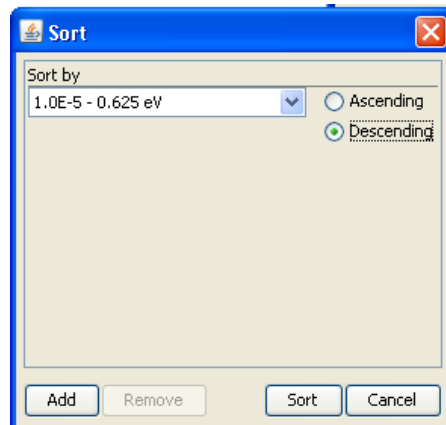 Sort
Sort by
1.0E-5 - 0.625 eV
Ascending
Descending
Add Remove Sort Cancel